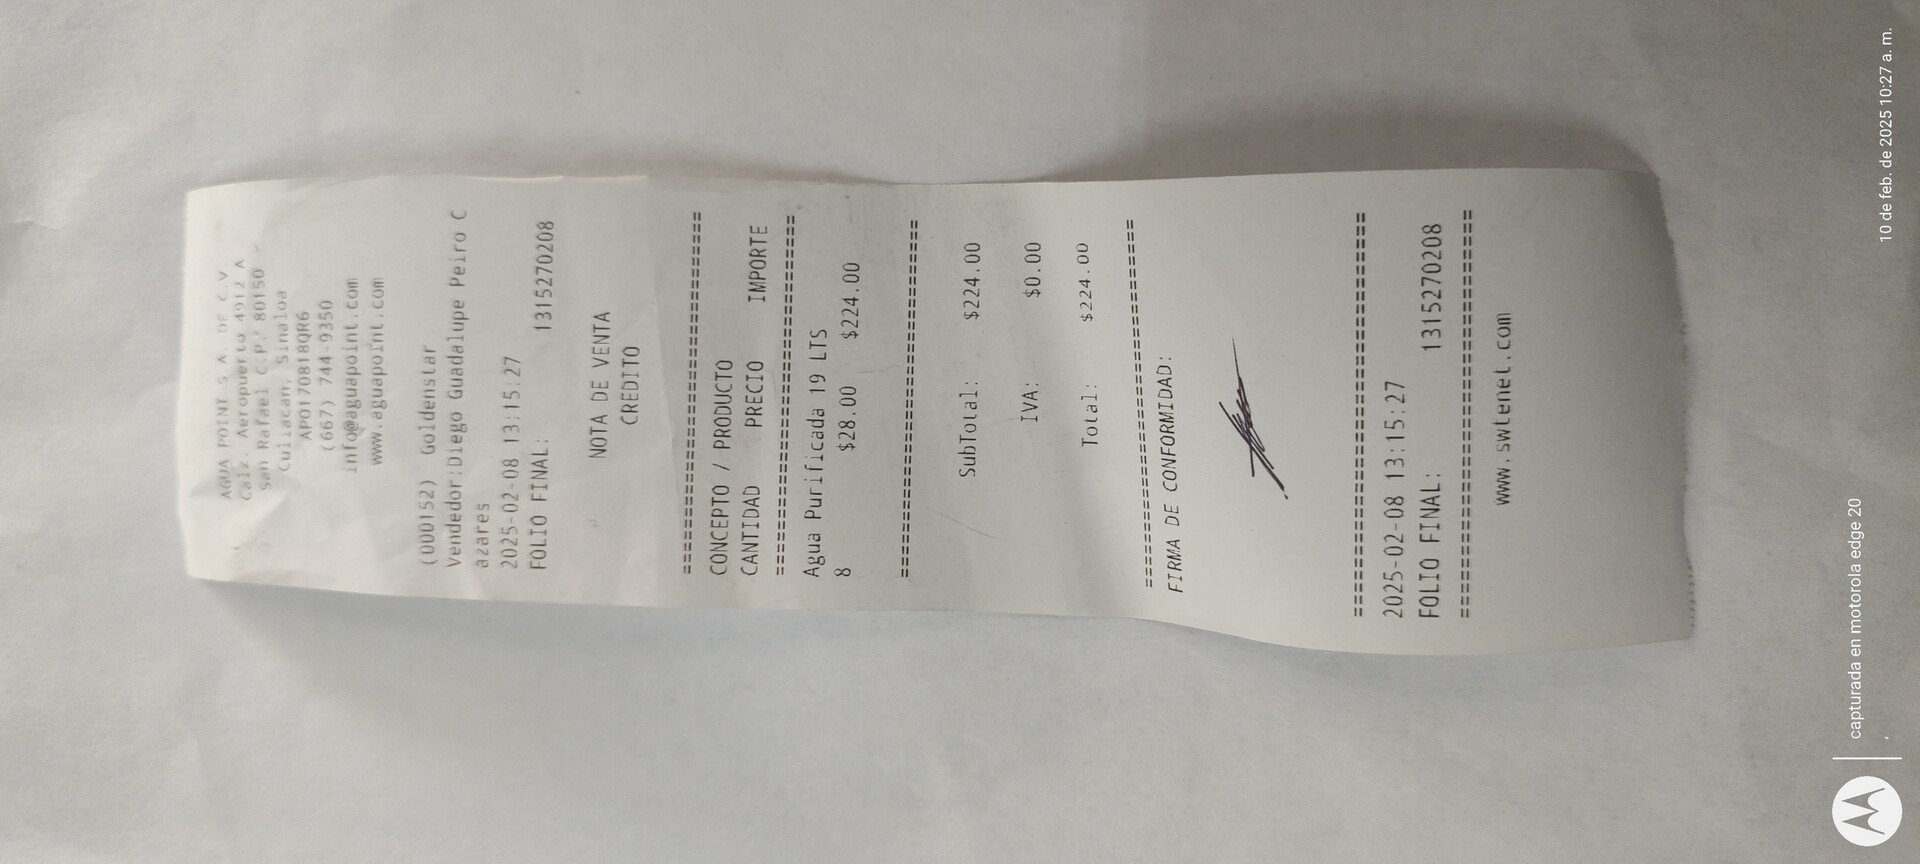 AGUA POINT S.A. DE C.V
Calz. Aeropuerto 4912 A
San Rafael C.P. 80150
Culiacan, Sinaloa
APO170818QR6
(667) 744-9350
info@aguapoint.com
www.aguapoint.com
(000152) Goldenstar
Vendedor:Diego Guadalupe Peiro C
azares
2025-02-08 13:15:27
FOLIO FINAL: 1315270208
NOTA DE VENTA
CREDITO
================================
CONCEPTO / PRODUCTO
CANTIDAD PRECIO IMPORTE
================================
Agua Purificada 19 LTS
8 $28.00 $224.00
================================
SubTotal: $224.00
IVA: $0.00
Total: $224.00
================================
FIRMA DE CONFORMIDAD:
================================
2025-02-08 13:15:27
FOLIO FINAL: 1315270208
================================
www.swtenet.com
capturada en motorola edge 20
10 de feb. de 2025 10:27 a. m.